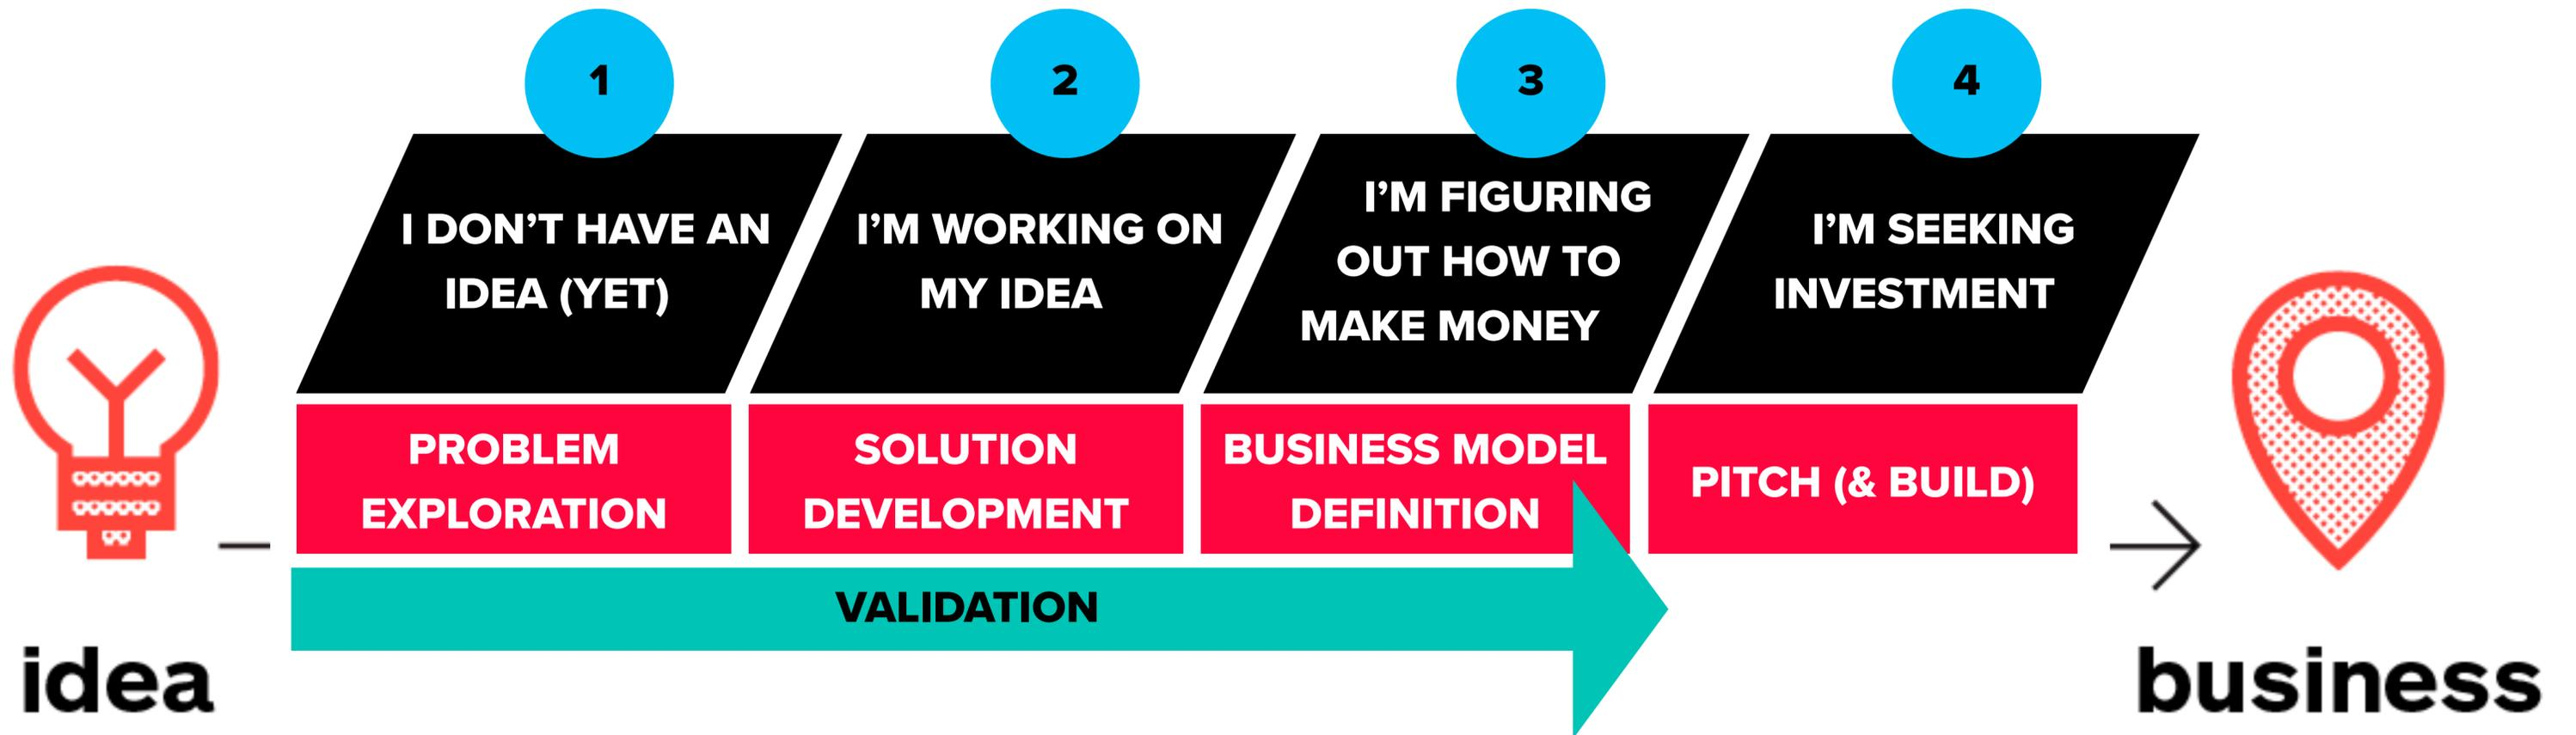 1
2
3
4
I DON’T HAVE AN
IDEA (YET)
I’M WORKING ON
MY IDEA
I’M FIGURING
OUT HOW TO
MAKE MONEY
I’M SEEKING
INVESTMENT
PROBLEM
EXPLORATION
SOLUTION
DEVELOPMENT
BUSINESS MODEL
DEFINITION
PITCH (& BUILD)
VALIDATION
idea
business